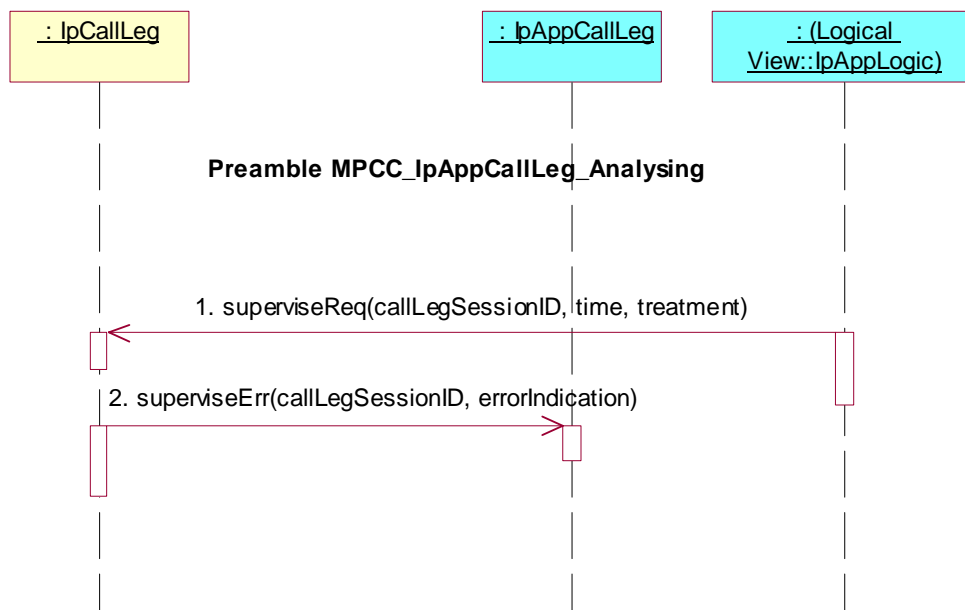 : IpCallLeg
: IpAppCallLeg
: (Logical
View::IpAppLogic)
Preamble MPCC_IpAppCallLeg_Analysing
1. superviseReq(callLegSessionID, time, treatment)
2. superviseErr(callLegSessionID, errorIndication)